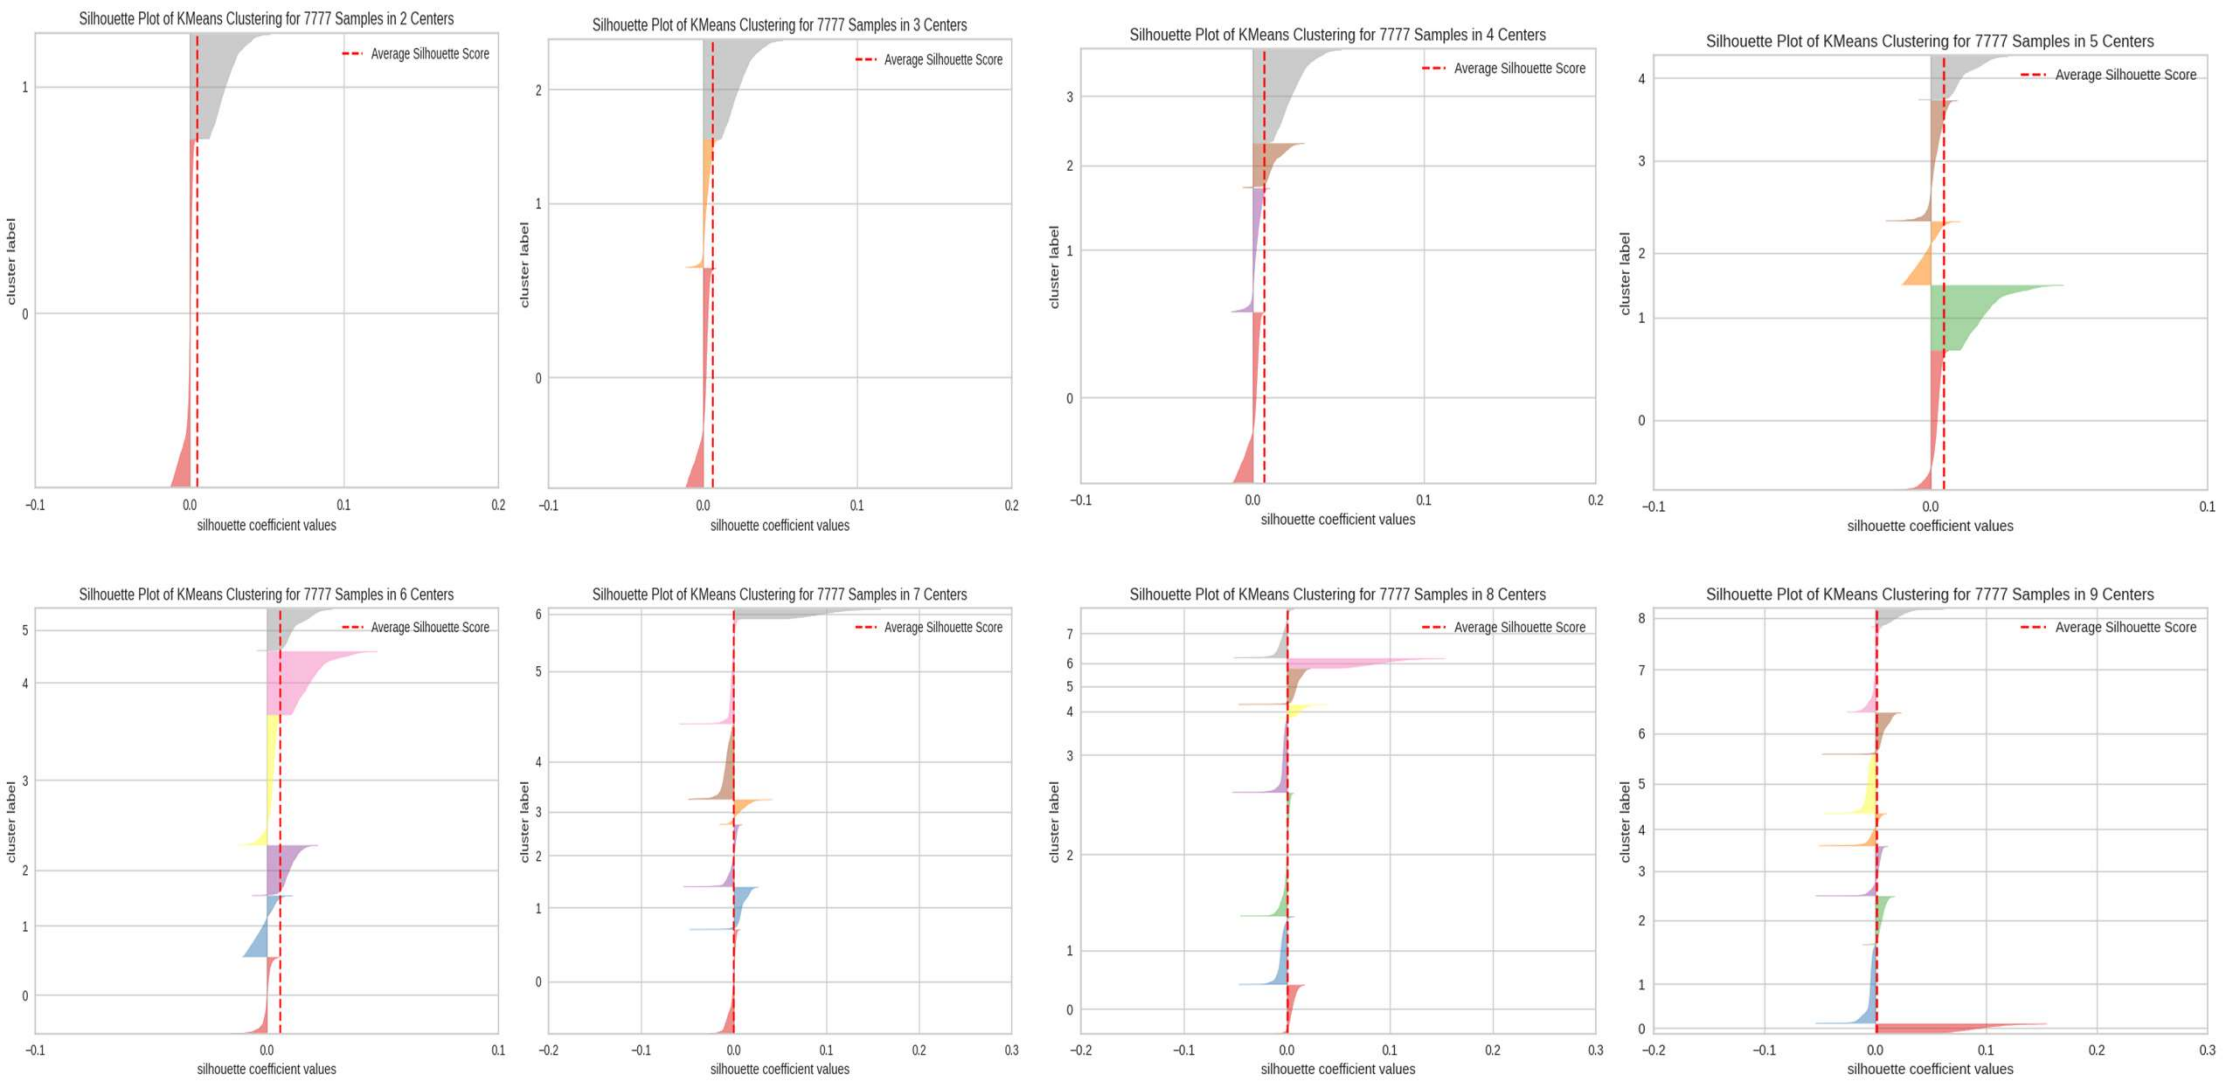 Silhouette Plot of KMeans Clustering for 7777 Samples in 2 Centers
Average Silhouette Score
1
0
cluster label
−0.1 0.0 0.1 0.2
silhouette coefficient values
Silhouette Plot of KMeans Clustering for 7777 Samples in 3 Centers
Average Silhouette Score
2
1
0
cluster label
−0.1 0.0 0.1 0.2
silhouette coefficient values
Silhouette Plot of KMeans Clustering for 7777 Samples in 4 Centers
Average Silhouette Score
3
2
1
0
cluster label
−0.1 0.0 0.1 0.2
silhouette coefficient values
Silhouette Plot of KMeans Clustering for 7777 Samples in 5 Centers
Average Silhouette Score
4
3
2
1
0
cluster label
−0.1 0.0 0.1
silhouette coefficient values
Silhouette Plot of KMeans Clustering for 7777 Samples in 6 Centers
Average Silhouette Score
5
4
3
2
1
0
cluster label
−0.1 0.0 0.1
silhouette coefficient values
Silhouette Plot of KMeans Clustering for 7777 Samples in 7 Centers
Average Silhouette Score
6
5
4
3
2
1
0
cluster label
−0.2 −0.1 0.0 0.1 0.2 0.3
silhouette coefficient values
Silhouette Plot of KMeans Clustering for 7777 Samples in 8 Centers
Average Silhouette Score
7
6
5
4
3
2
1
0
cluster label
−0.2 −0.1 0.0 0.1 0.2 0.3
silhouette coefficient values
Silhouette Plot of KMeans Clustering for 7777 Samples in 9 Centers
Average Silhouette Score
8
7
6
5
4
3
2
1
0
cluster label
−0.2 −0.1 0.0 0.1 0.2 0.3
silhouette coefficient values